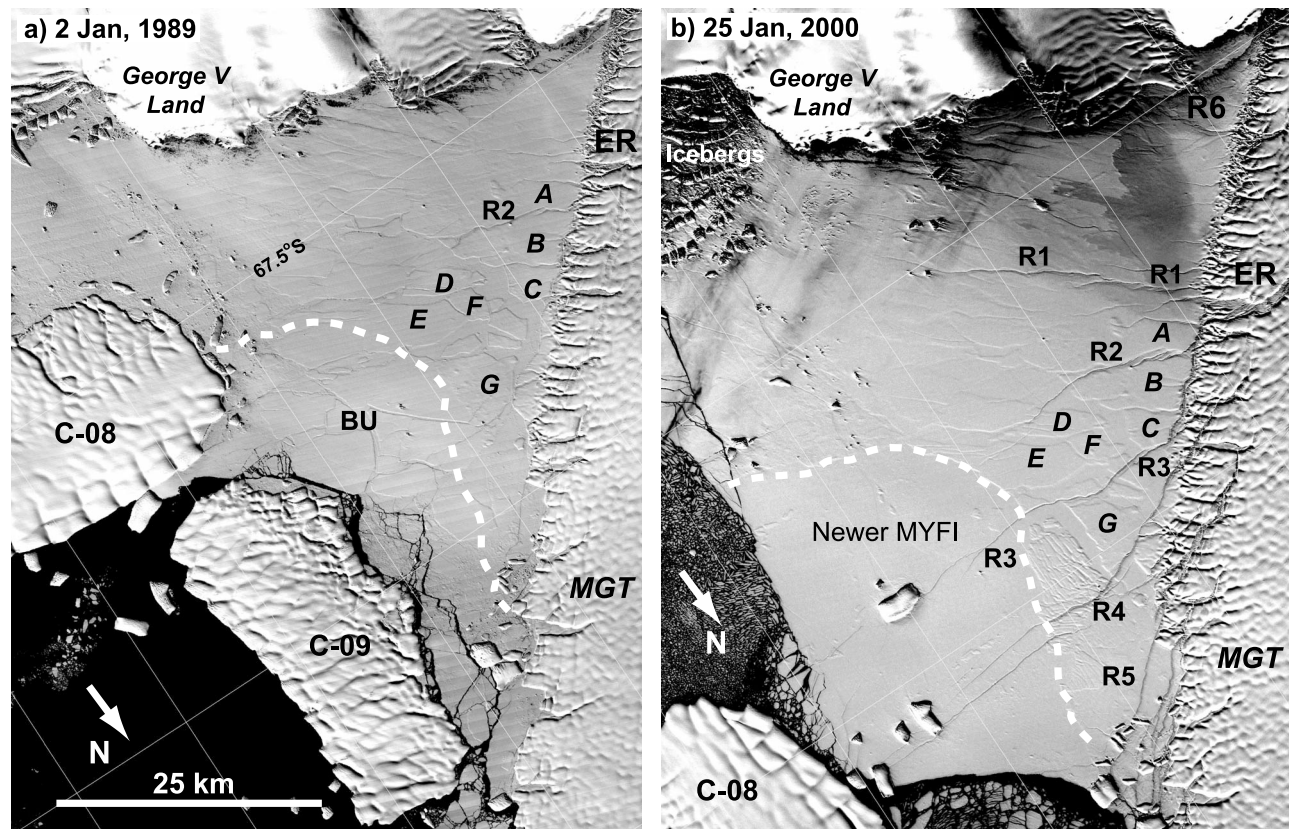 a) 2 Jan, 1989
George V
Land
ER
A
R2
B
67.5°S
D
C
F
E
G
BU
C-08
MGT
C-09
N
25 km
b) 25 Jan, 2000
George V
Land
R6
Icebergs
R1
R1
ER
A
R2
B
D
C
F
E
R3
G
Newer MYFI
R3
R4
N
MGT
R5
C-08